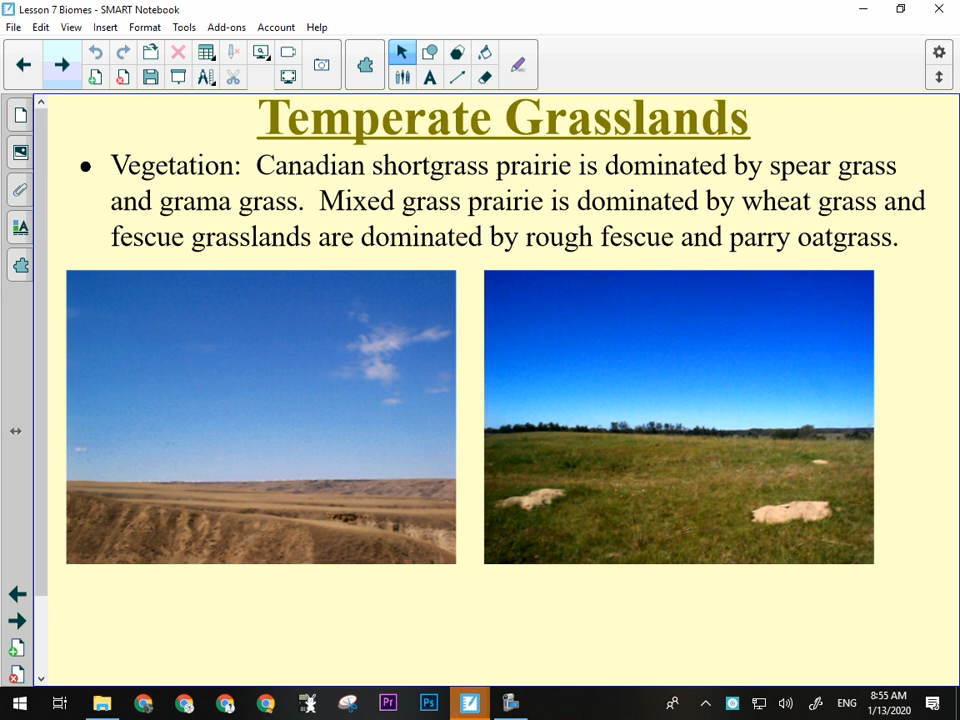 Lesson 7 Biomes - SMART Notebook
File Edit View Insert Format Tools Add-ons Account Help
Temperate Grasslands
• Vegetation:  Canadian shortgrass prairie is dominated by spear grass
and grama grass.  Mixed grass prairie is dominated by wheat grass and
fescue grasslands are dominated by rough fescue and parry oatgrass.
Pr Ps ENG 8:55 AM
1/13/2020